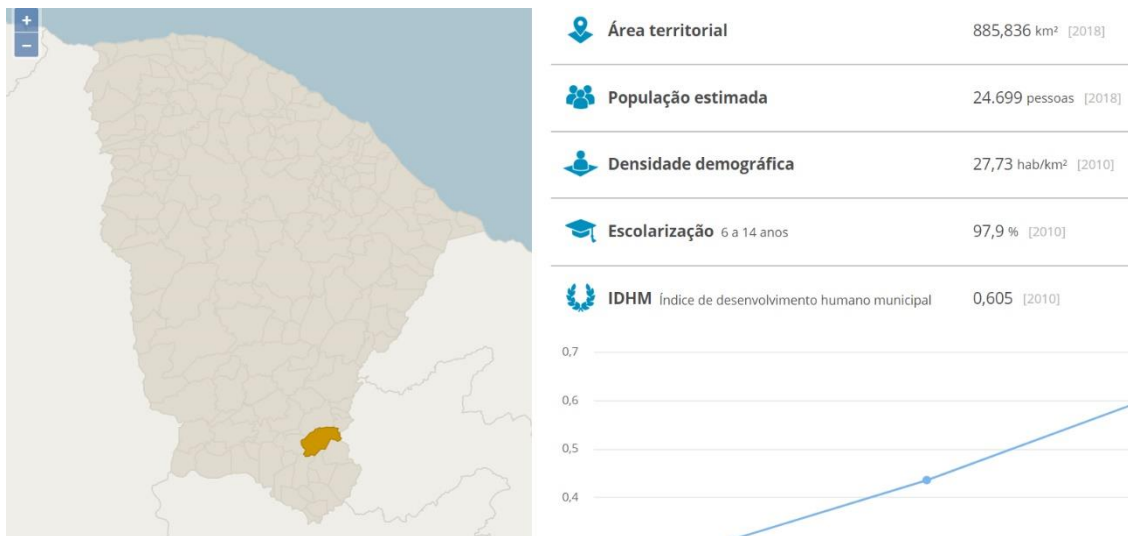 +
−
Área territorial 885,836 km² [2018]
População estimada 24.699 pessoas [2018]
Densidade demográfica 27,73 hab/km² [2010]
Escolarização 6 a 14 anos 97,9 % [2010]
IDHM Índice de desenvolvimento humano municipal 0,605 [2010]
0,7
0,6
0,5
0,4